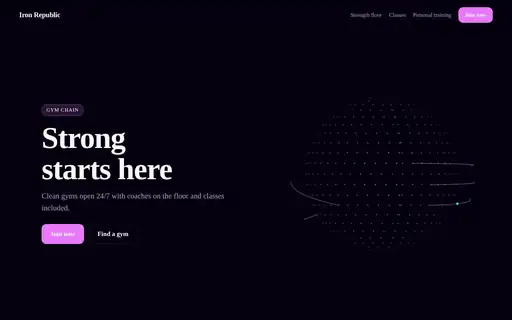 Iron Republic
Strength floor Classes Personal training Join now
GYM CHAIN
Strong
starts here
Clean gyms open 24/7 with coaches on the floor and classes
included.
Join now Find a gym